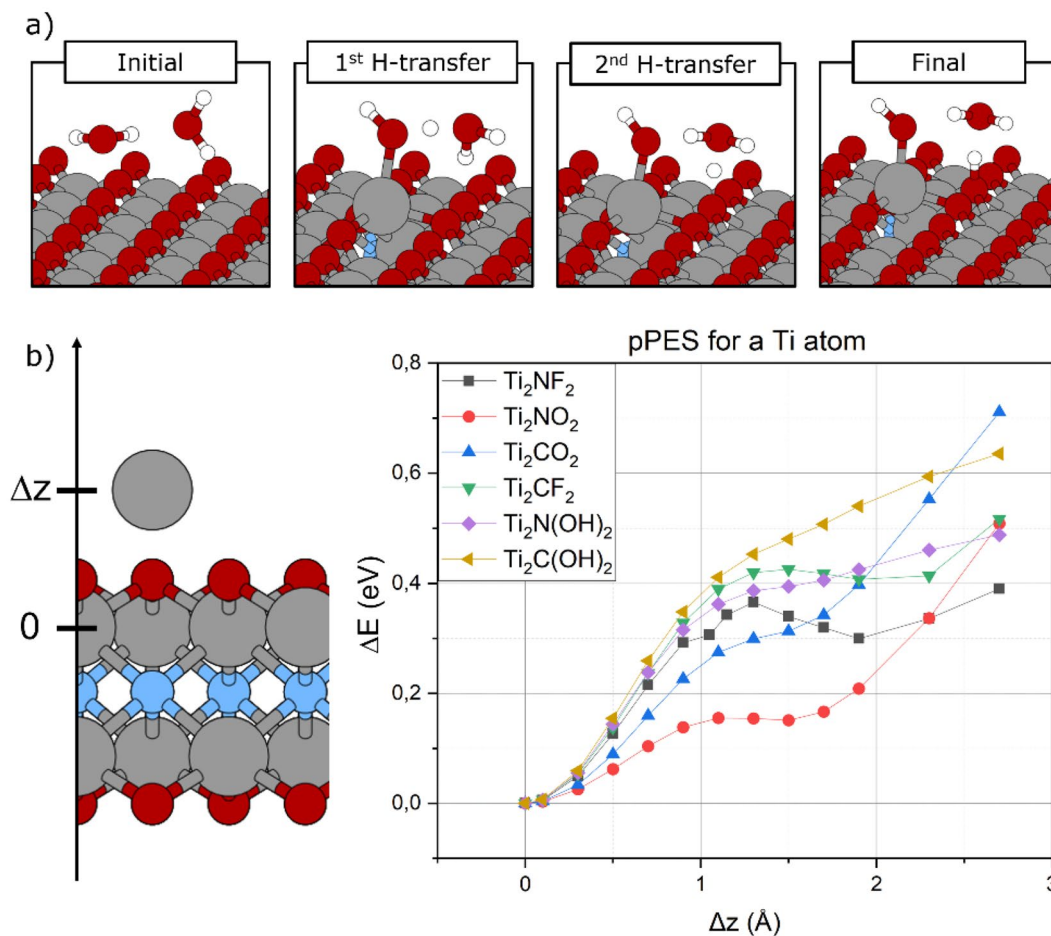 a)
Initial
1st H-transfer
2nd H-transfer
Final
b)
Δz
0
pPES for a Ti atom
Ti2NF2
Ti2NO2
Ti2CO2
Ti2CF2
Ti2N(OH)2
Ti2C(OH)2
ΔE (eV)
0,8
0,6
0,4
0,2
0,0
0 1 2 3
Δz (Å)